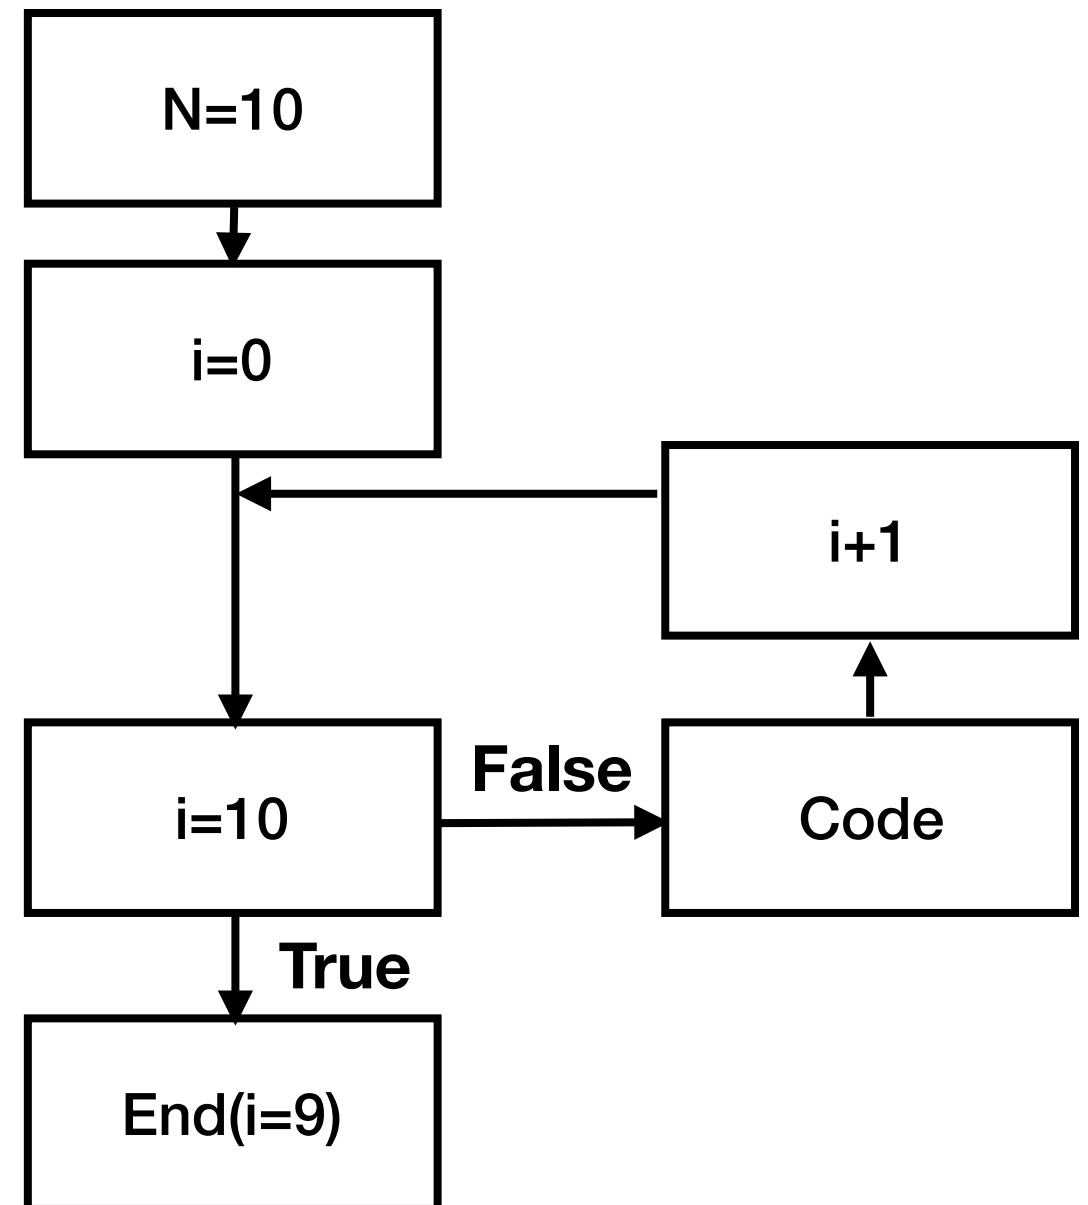 N=10
i=0
i+1
i=10
False
Code
True
End(i=9)